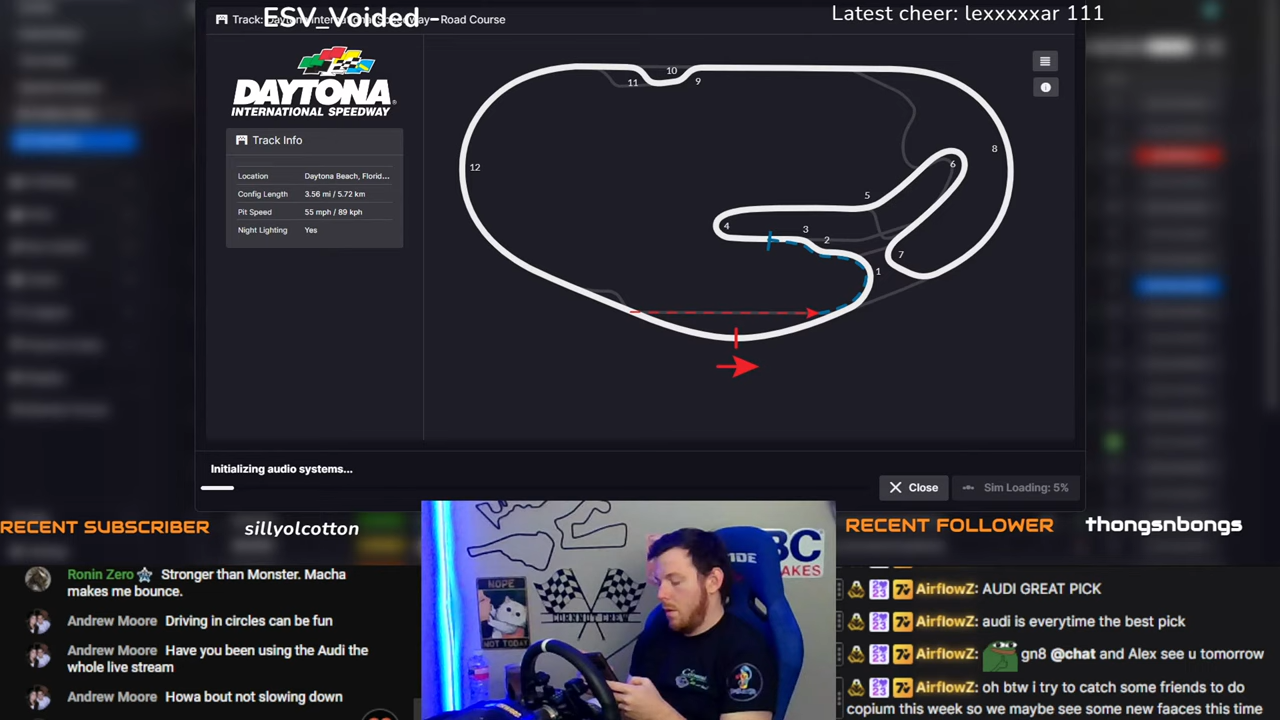 ESV_Voided -
Track: Daytona International Speedway - Road Course
Latest cheer: lexxxxxar 111
DAYTONA
INTERNATIONAL SPEEDWAY
Track Info
Location Daytona Beach, Florid...
Config Length 3.56 mi / 5.72 km
Pit Speed 55 mph / 89 kph
Night Lighting Yes
10
11
9
12
8
6
5
4
3
2
7
1
Initializing audio systems...
Close
Sim Loading: 5%
RECENT SUBSCRIBER sillyolcotton
RECENT FOLLOWER thongsnbongs
Ronin Zero Stronger than Monster. Macha
makes me bounce.
Andrew Moore Driving in circles can be fun
Andrew Moore Have you been using the Audi the
whole live stream
Andrew Moore Howa bout not slowing down
NOPE
NOT TODAY
CORNNUT CREW
AirflowZ: AUDI GREAT PICK
AirflowZ: audi is everytime the best pick
AirflowZ: gn8 @chat and Alex see u tomorrow
AirflowZ: oh btw i try to catch some friends to do
copium this week so we maybe see some new faaces this time